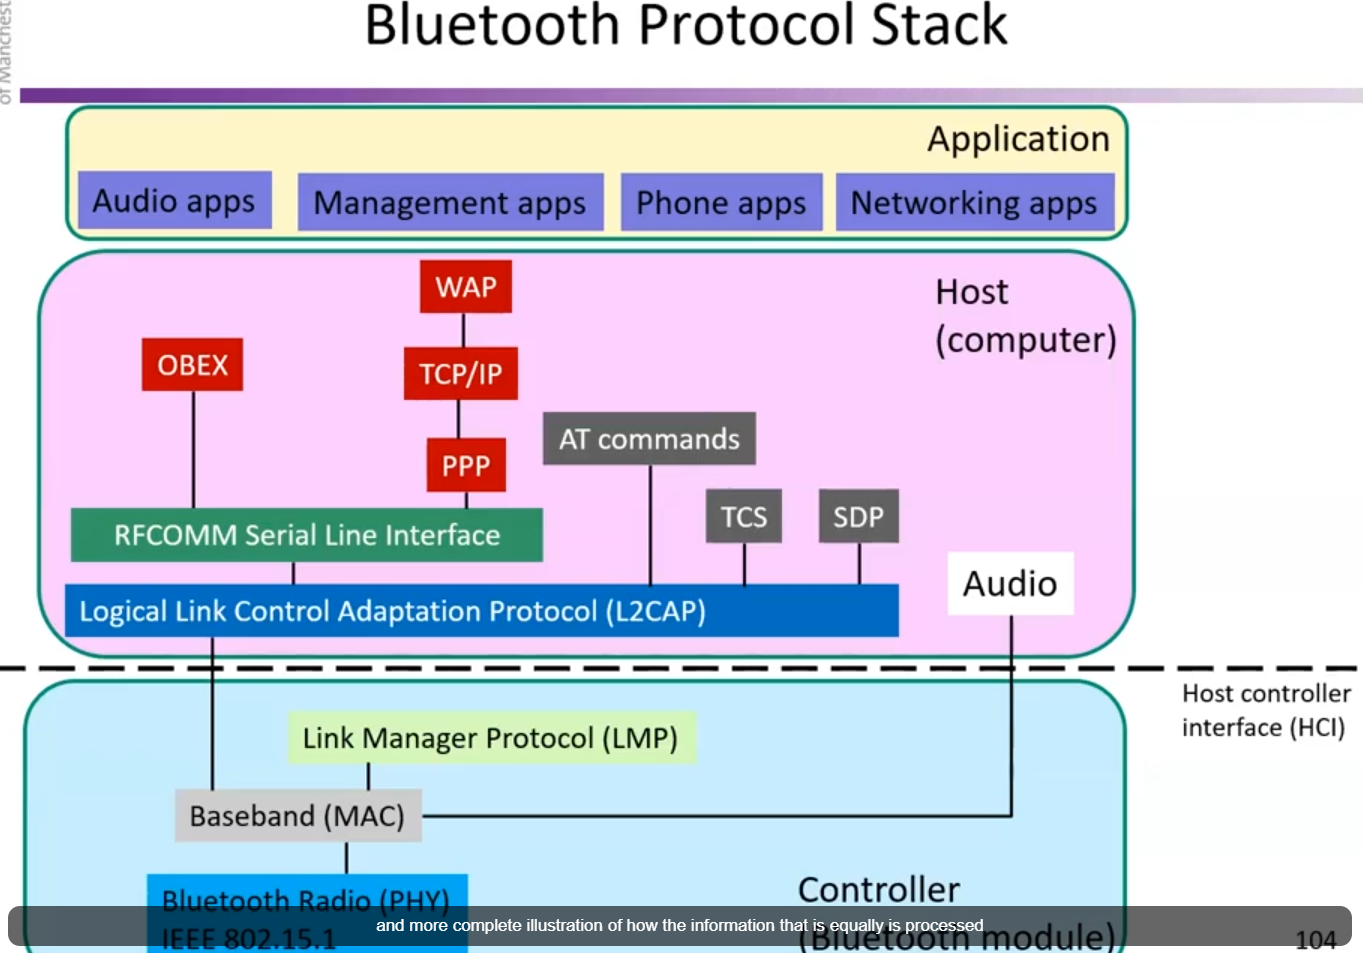 of Manchest
Bluetooth Protocol Stack
Application
Audio apps
Management apps
Phone apps
Networking apps
WAP
Host
(computer)
OBEX
TCP/IP
AT commands
PPP
TCS
SDP
RFCOMM Serial Line Interface
Audio
Logical Link Control Adaptation Protocol (L2CAP)
Host controller
interface (HCI)
Link Manager Protocol (LMP)
Baseband (MAC)
Bluetooth Radio (PHY)
IEEE 802.15.1
Controller
(Bluetooth module)
and more complete illustration of how the information that is equally is processed
104